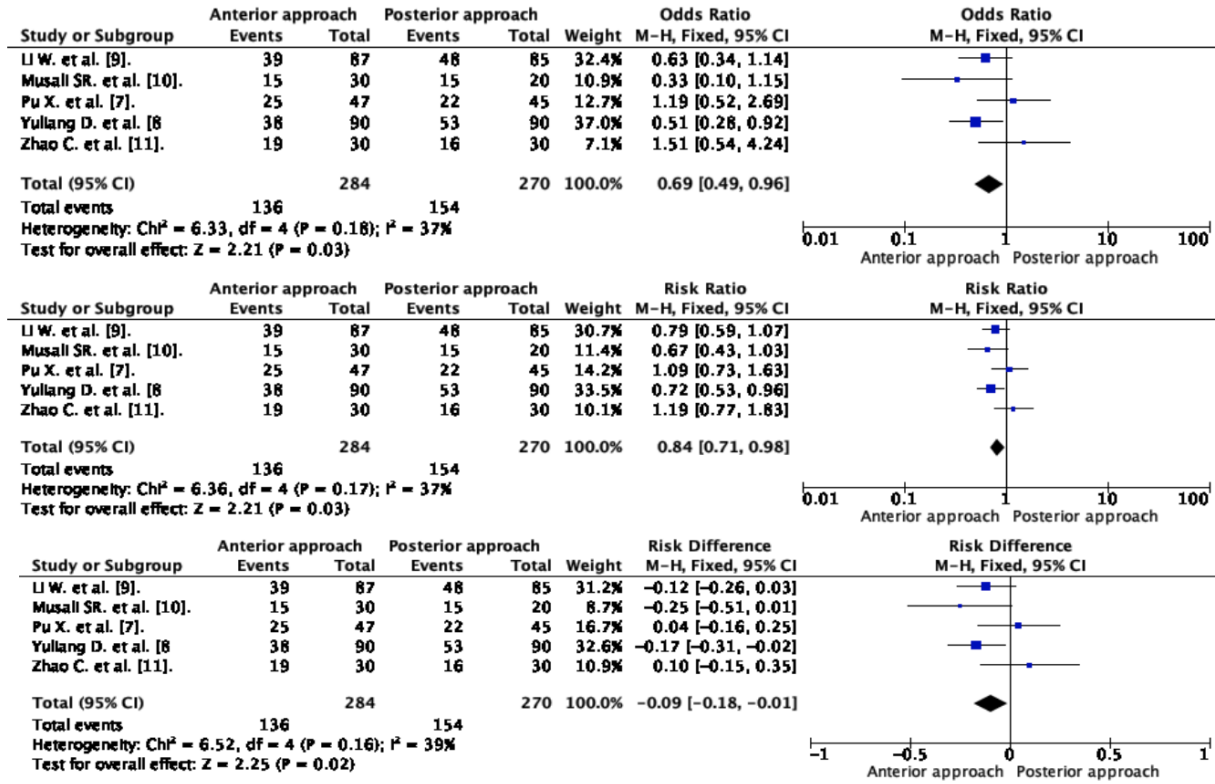 Anterior approach Posterior approach Odds Ratio Odds Ratio
Study or Subgroup Events Total Events Total Weight M-H, Fixed, 95% CI M-H, Fixed, 95% CI
LI W. et al. [9]. 39 87 48 85 32.4% 0.63 [0.34, 1.14]
Musali SR. et al. [10]. 15 30 15 20 10.9% 0.33 [0.10, 1.15]
Pu X. et al. [7]. 25 47 22 45 12.7% 1.19 [0.52, 2.69]
Yuliang D. et al. [8 38 90 53 90 37.0% 0.51 [0.28, 0.92]
Zhao C. et al. [11]. 19 30 16 30 7.1% 1.51 [0.54, 4.24]
Total (95% CI) 284 270 100.0% 0.69 [0.49, 0.96]
Total events 136 154
Heterogeneity: Chi² = 6.33, df = 4 (P = 0.18); I² = 37%
Test for overall effect: Z = 2.21 (P = 0.03)
0.01 0.1 1 10 100
Anterior approach Posterior approach
Anterior approach Posterior approach Risk Ratio Risk Ratio
Study or Subgroup Events Total Events Total Weight M-H, Fixed, 95% CI M-H, Fixed, 95% CI
LI W. et al. [9]. 39 87 48 85 30.7% 0.79 [0.59, 1.07]
Musali SR. et al. [10]. 15 30 15 20 11.4% 0.67 [0.43, 1.03]
Pu X. et al. [7]. 25 47 22 45 14.2% 1.09 [0.73, 1.63]
Yuliang D. et al. [8 38 90 53 90 33.5% 0.72 [0.53, 0.96]
Zhao C. et al. [11]. 19 30 16 30 10.1% 1.19 [0.77, 1.83]
Total (95% CI) 284 270 100.0% 0.84 [0.71, 0.98]
Total events 136 154
Heterogeneity: Chi² = 6.36, df = 4 (P = 0.17); I² = 37%
Test for overall effect: Z = 2.21 (P = 0.03)
0.01 0.1 1 10 100
Anterior approach Posterior approach
Anterior approach Posterior approach Risk Difference Risk Difference
Study or Subgroup Events Total Events Total Weight M-H, Fixed, 95% CI M-H, Fixed, 95% CI
LI W. et al. [9]. 39 87 48 85 31.2% −0.12 [−0.26, 0.03]
Musali SR. et al. [10]. 15 30 15 20 8.7% −0.25 [−0.51, 0.01]
Pu X. et al. [7]. 25 47 22 45 16.7% 0.04 [−0.16, 0.25]
Yuliang D. et al. [8 38 90 53 90 32.6% −0.17 [−0.31, −0.02]
Zhao C. et al. [11]. 19 30 16 30 10.9% 0.10 [−0.15, 0.35]
Total (95% CI) 284 270 100.0% −0.09 [−0.18, −0.01]
Total events 136 154
Heterogeneity: Chi² = 6.52, df = 4 (P = 0.16); I² = 39%
Test for overall effect: Z = 2.25 (P = 0.02)
−1 −0.5 0 0.5 1
Anterior approach Posterior approach